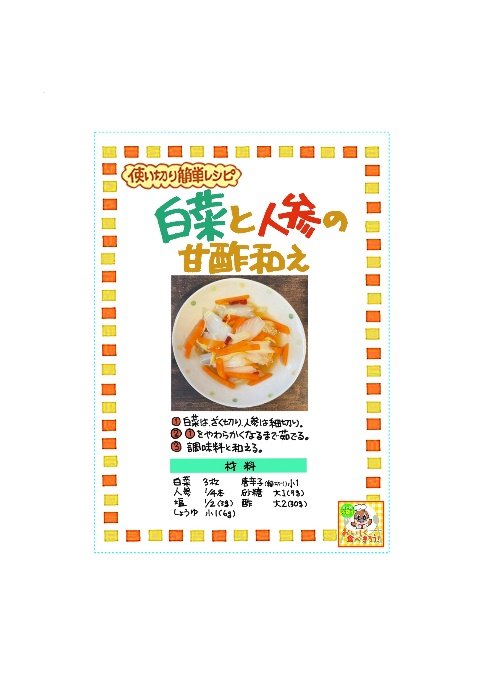 使い切り簡単レシピ
白菜と人参の
甘酢和え
① 白菜は、ざく切り、人参は細切り。
② ①をやわらかくなるまで茹でる。
③ 調味料と和える。
材料
白菜 3枚 唐辛子(輪切り)小1
人参 1/4本 砂糖 大1(9g)
塩 1/2(3g) 酢 大2(30g)
しょうゆ 小1(6g)
おいしく
食べきろう!